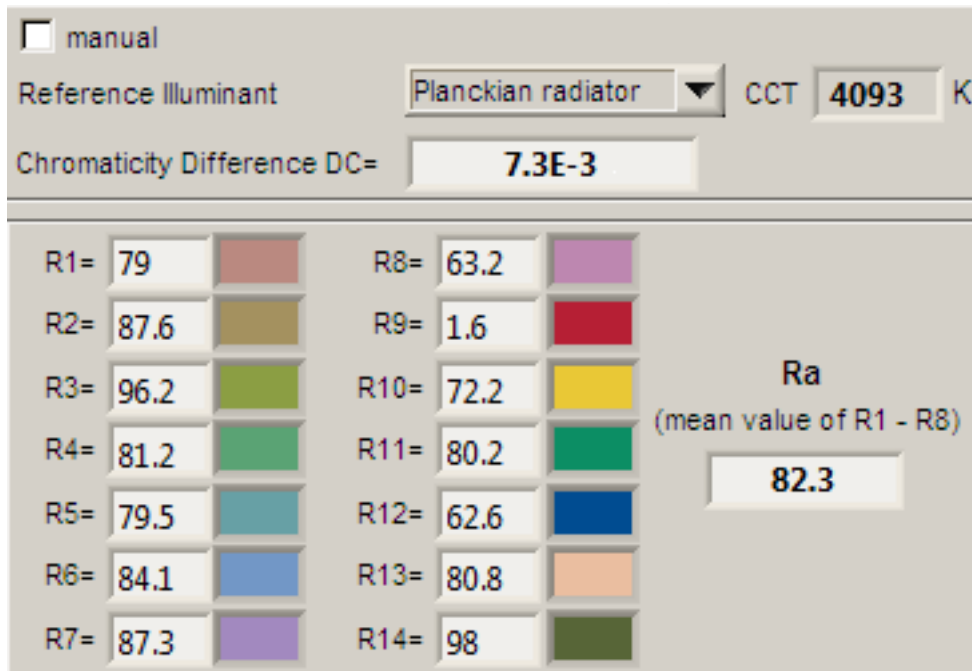 manual
Reference Illuminant Planckian radiator CCT 4093 K
Chromaticity Difference DC= 7.3E-3
R1= 79 R8= 63.2
R2= 87.6 R9= 1.6
R3= 96.2 R10= 72.2
R4= 81.2 R11= 80.2
R5= 79.5 R12= 62.6
R6= 84.1 R13= 80.8
R7= 87.3 R14= 98
Ra
(mean value of R1 - R8)
82.3